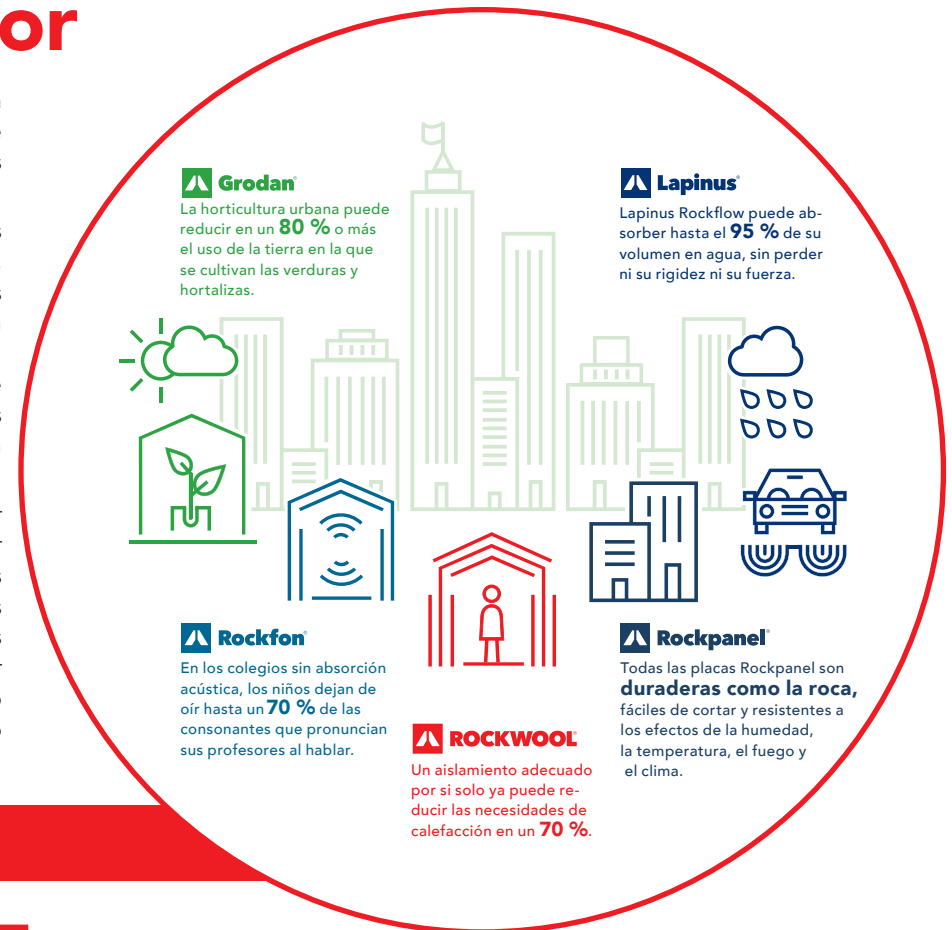 or
Grodan
La horticultura urbana puede
reducir en un 80 % o más
el uso de la tierra en la que
se cultivan las verduras y
hortalizas.
Lapinus
Lapinus Rockflow puede ab-
sorber hasta el 95 % de su
volumen en agua, sin perder
ni su rigidez ni su fuerza.
Rockfon
En los colegios sin absorción
acústica, los niños dejan de
oír hasta un 70 % de las
consonantes que pronuncian
sus profesores al hablar.
ROCKWOOL
Un aislamiento adecuado
por si solo ya puede re-
ducir las necesidades de
calefacción en un 70 %.
Rockpanel
Todas las placas Rockpanel son
duraderas como la roca,
fáciles de cortar y resistentes a
los efectos de la humedad,
la temperatura, el fuego y
el clima.